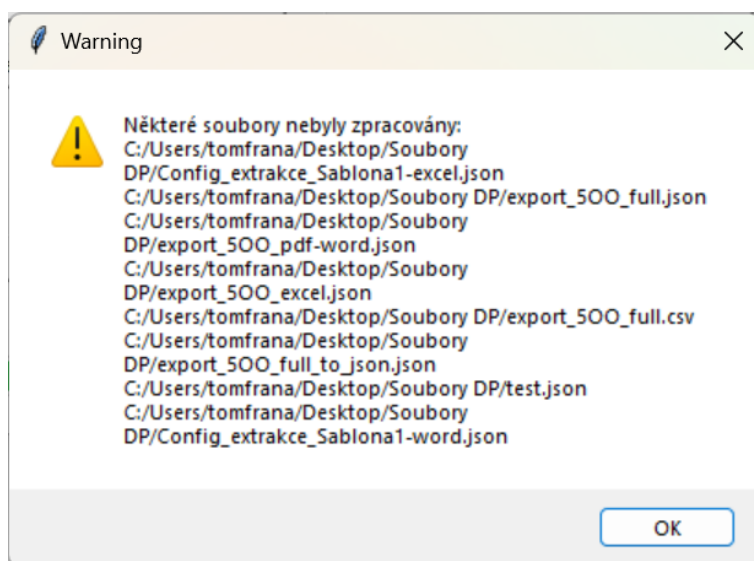 Warning
Některé soubory nebyly zpracovány:
C:/Users/tomfrana/Desktop/Soubory
DP/Config_extrakce_Sablona1-excel.json
C:/Users/tomfrana/Desktop/Soubory DP/export_5OO_full.json
C:/Users/tomfrana/Desktop/Soubory
DP/export_5OO_pdf-word.json
C:/Users/tomfrana/Desktop/Soubory
DP/export_5OO_excel.json
C:/Users/tomfrana/Desktop/Soubory DP/export_5OO_full.csv
C:/Users/tomfrana/Desktop/Soubory
DP/export_5OO_full_to_json.json
C:/Users/tomfrana/Desktop/Soubory DP/test.json
C:/Users/tomfrana/Desktop/Soubory
DP/Config_extrakce_Sablona1-word.json
OK